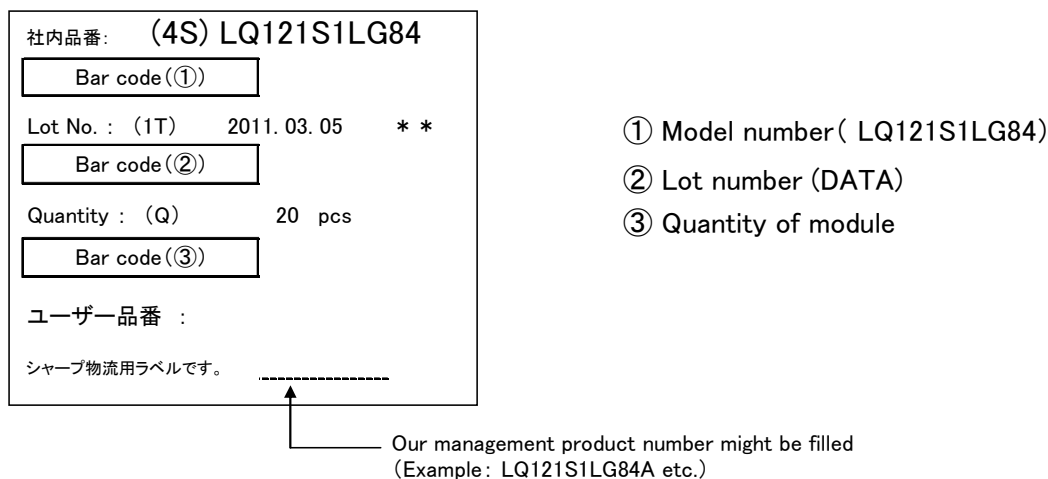 社内品番: (4S) LQ121S1LG84
Bar code(①)
Lot No. : (1T) 2011. 03. 05 * *
Bar code(②)
Quantity : (Q) 20 pcs
Bar code(③)
ユーザー品番 :
シャープ物流用ラベルです。
① Model number( LQ121S1LG84)
② Lot number (DATA)
③ Quantity of module
Our management product number might be filled
(Example: LQ121S1LG84A etc.)